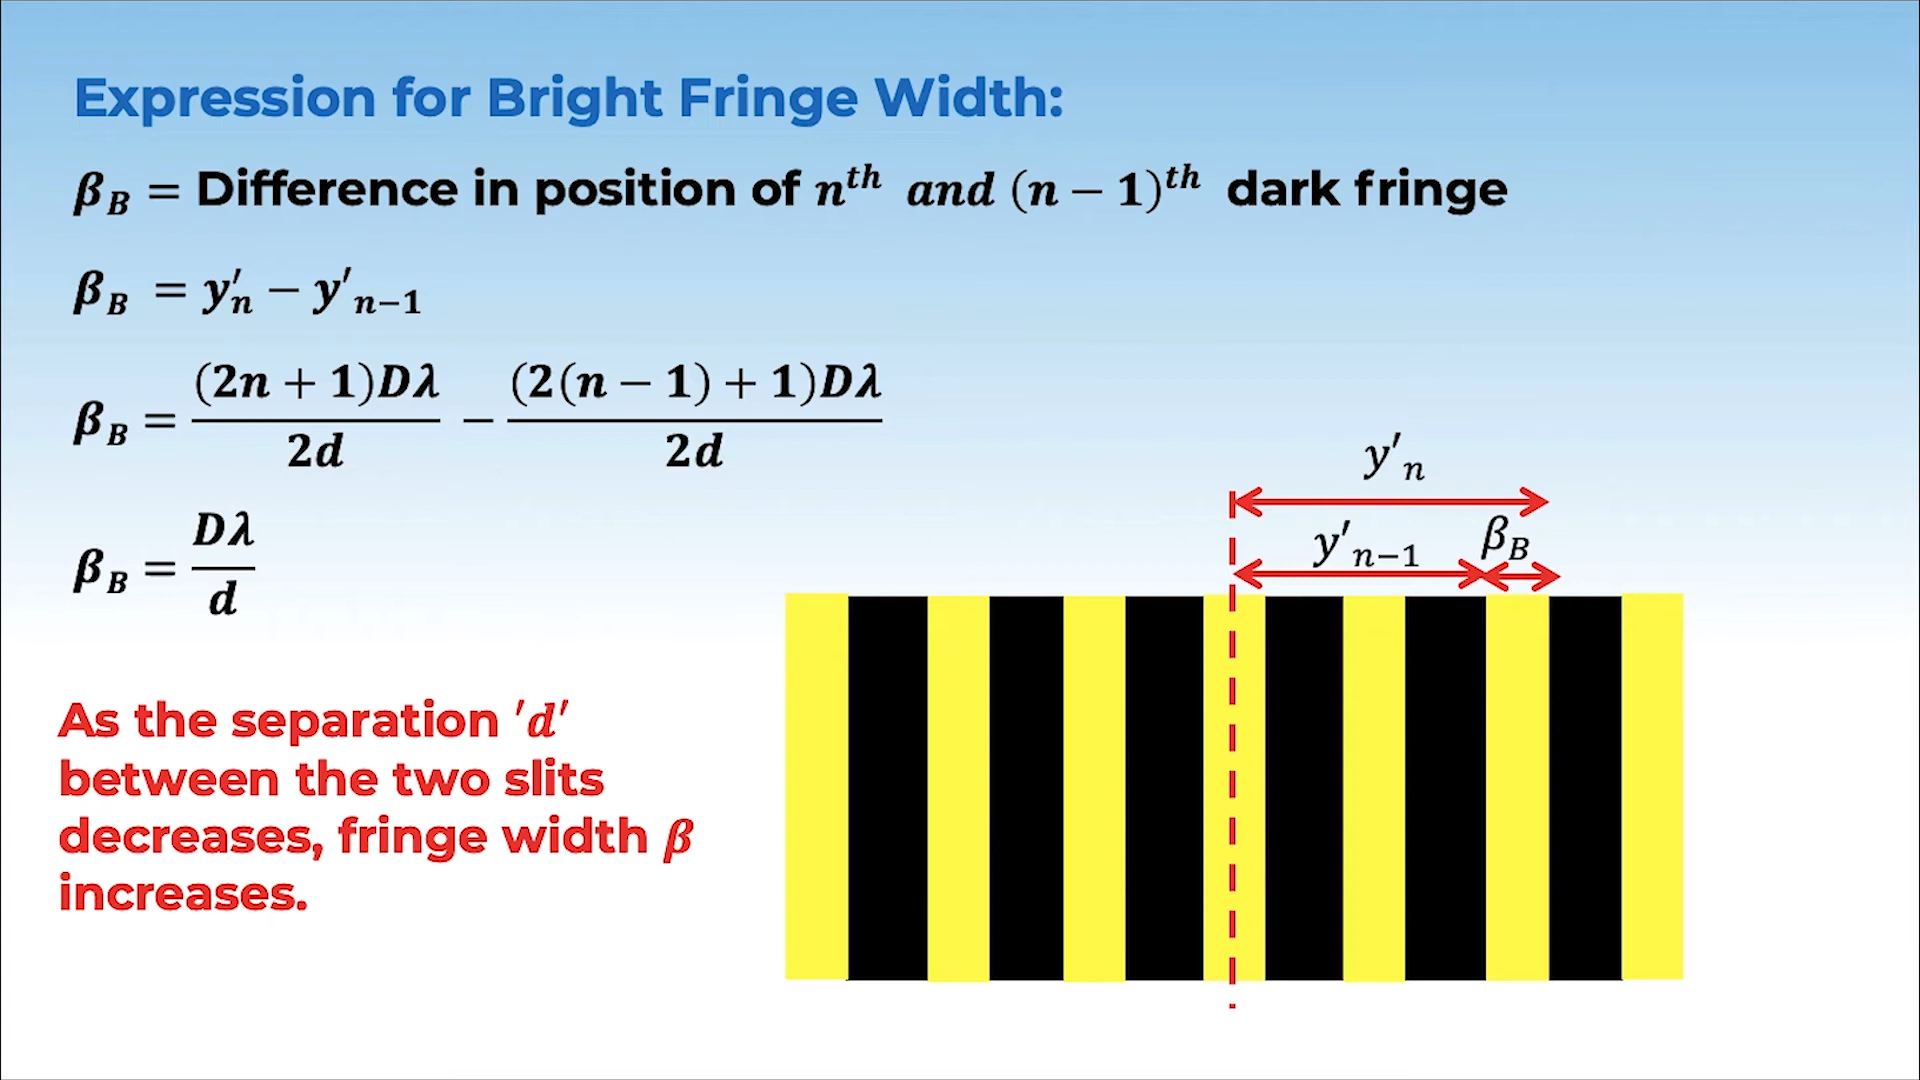 Expression for Bright Fringe Width:
β_B = Difference in position of n^th and (n − 1)^th dark fringe
β_B = y′_n − y′_{n−1}
β_B = (2n + 1)Dλ / 2d − (2(n − 1) + 1)Dλ / 2d
β_B = Dλ / d
y′_n
y′_{n−1} β_B
As the separation ′d′
between the two slits
decreases, fringe width β
increases.